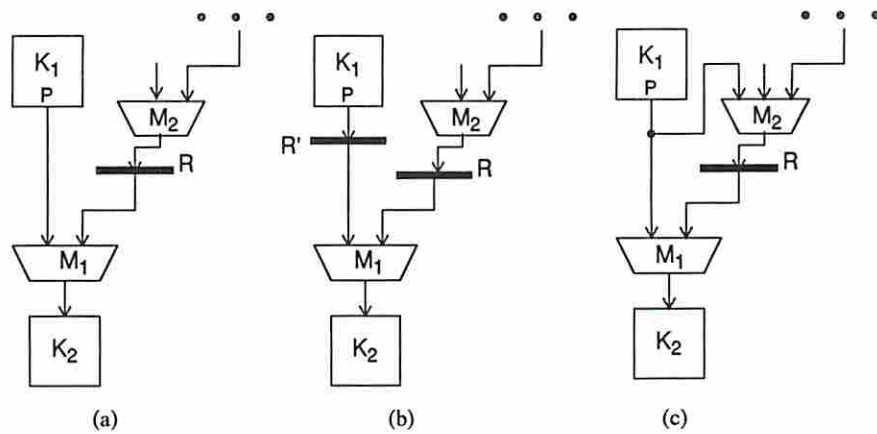 K1 K1 K1
P P P
M2 M2 M2
R R' R R
M1 M1 M1
K2 K2 K2
(a) (b) (c)